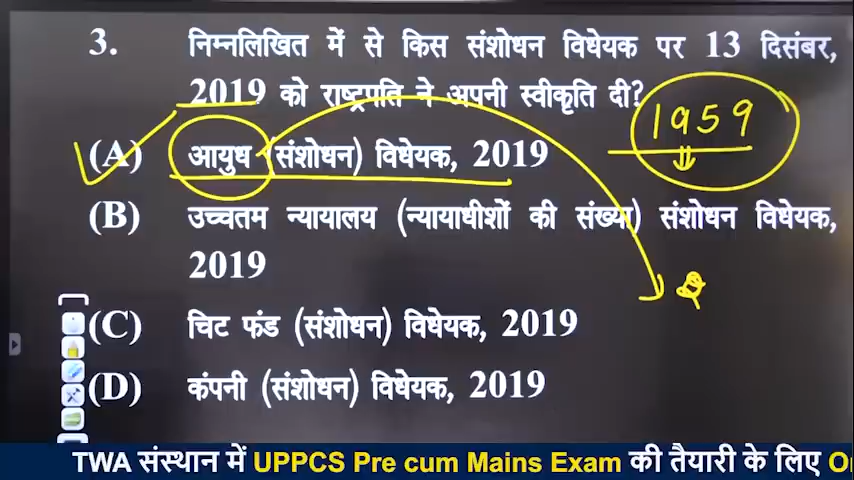 3. निम्नलिखित में से किस संशोधन विधेयक पर 13 दिसंबर,
2019 को राष्ट्रपति ने अपनी स्वीकृति दी?
1959
(A) आयुध (संशोधन) विधेयक, 2019
(B) उच्चतम न्यायालय (न्यायाधीशों की संख्या) संशोधन विधेयक,
2019
(C) चिट फंड (संशोधन) विधेयक, 2019
(D) कंपनी (संशोधन) विधेयक, 2019
TWA संस्थान में UPPCS Pre cum Mains Exam की तैयारी के लिए